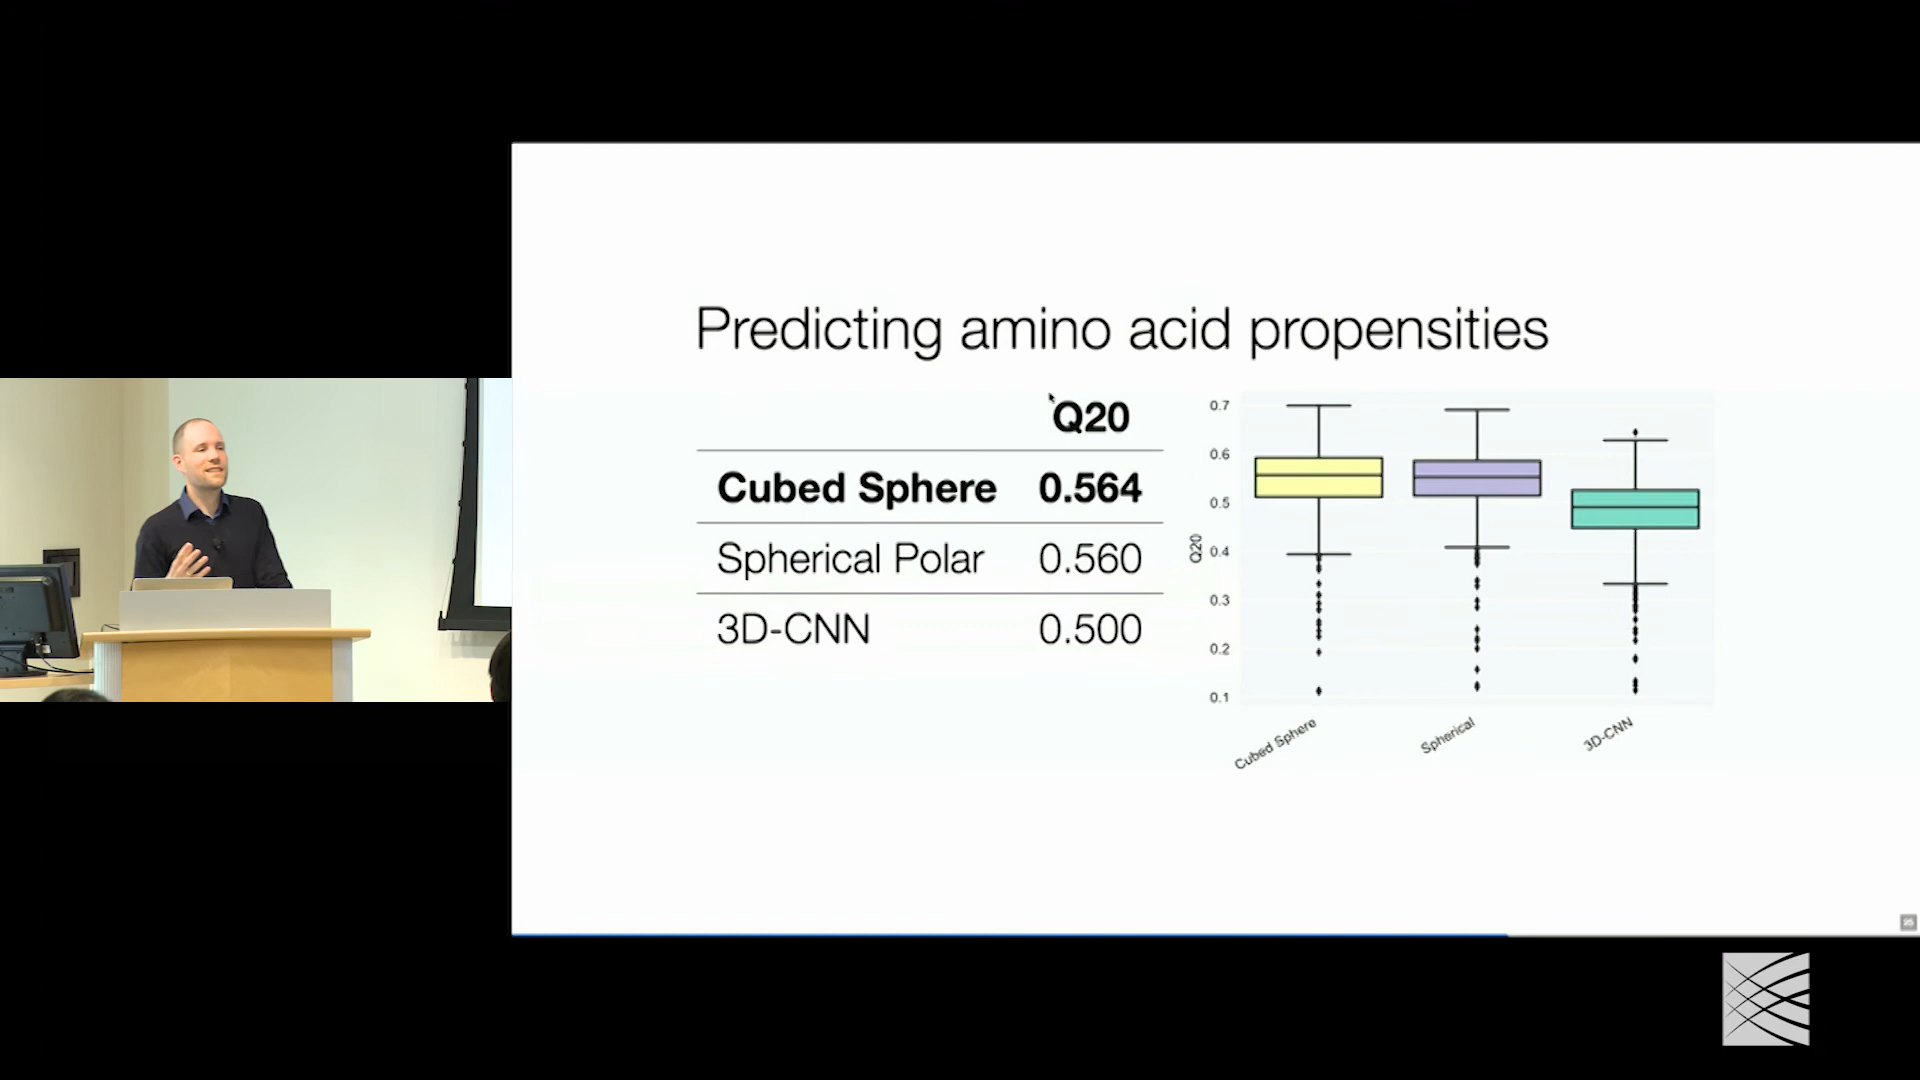 Predicting amino acid propensities
Q20
Cubed Sphere 0.564
Spherical Polar 0.560
3D-CNN 0.500
0.7
0.6
0.5
0.4
0.3
0.2
0.1
Q20
Cubed Sphere
Spherical
3D-CNN